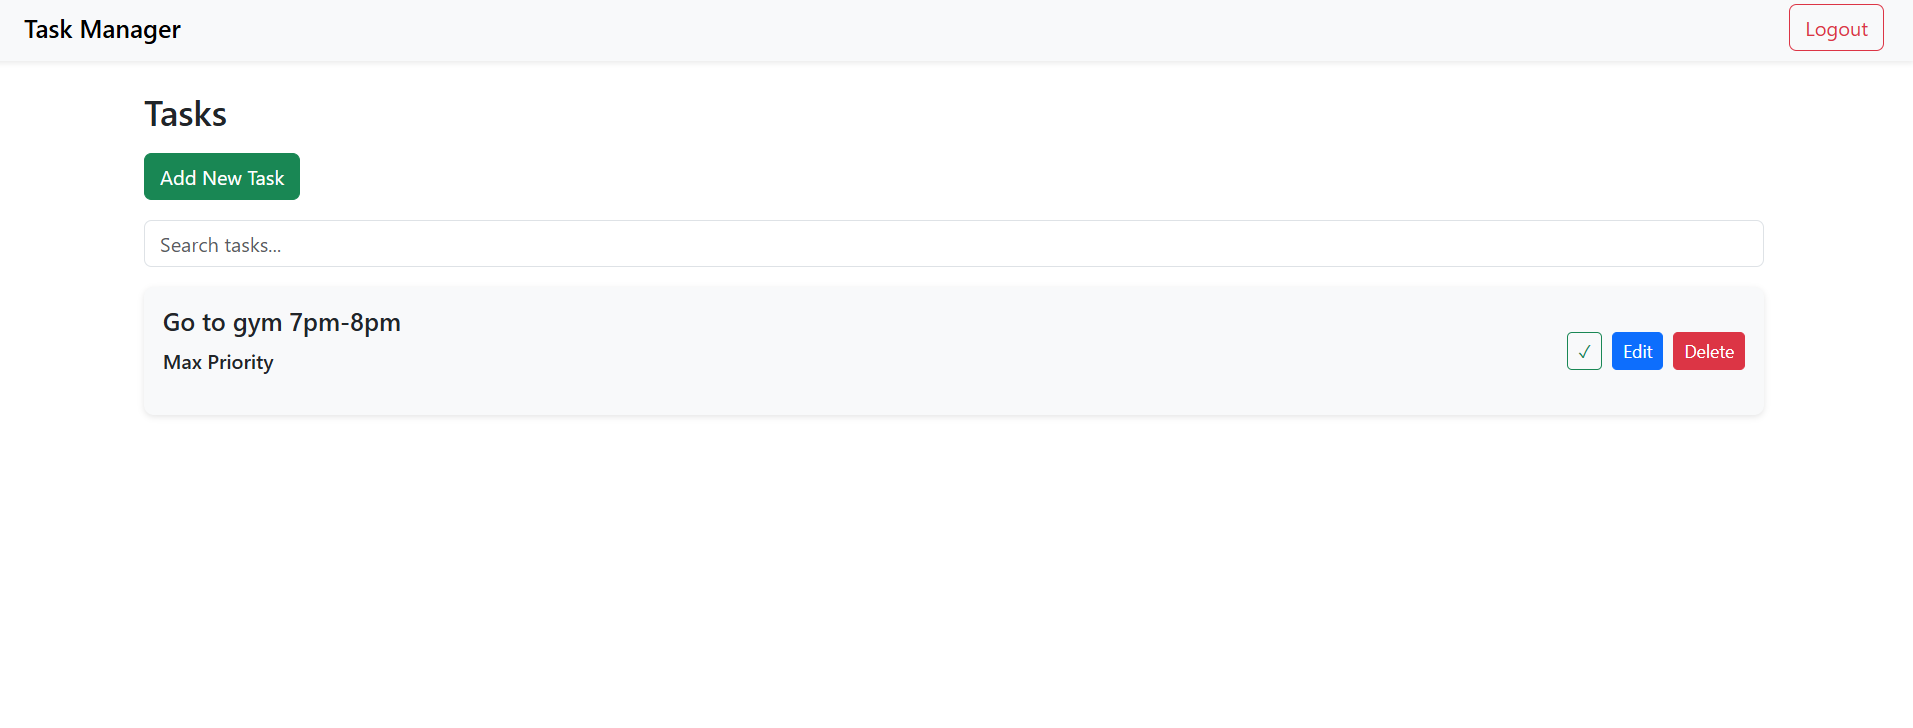 Task Manager
Logout
Tasks
Add New Task
Search tasks...
Go to gym 7pm-8pm
Max Priority
✓ Edit Delete